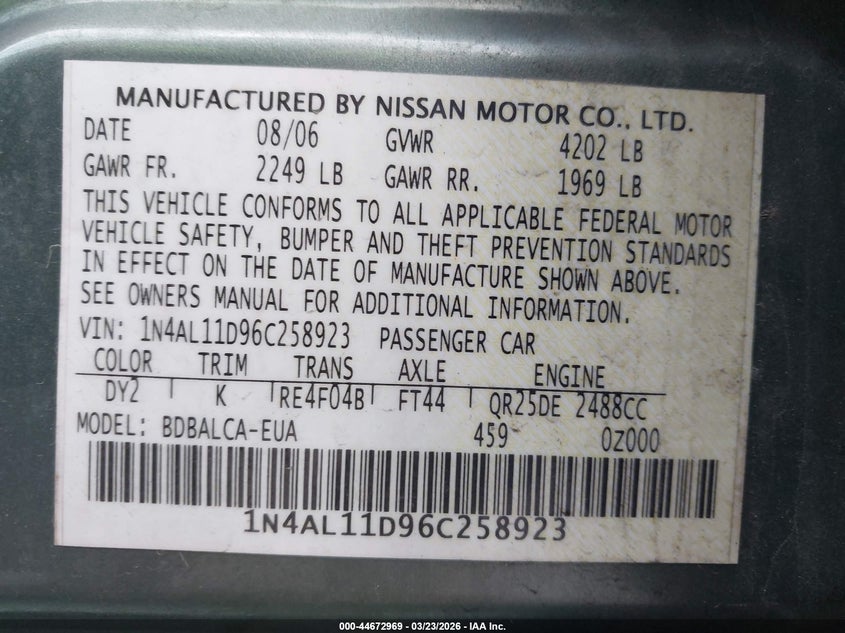 MANUFACTURED BY NISSAN MOTOR CO., LTD.
DATE 08/06 GVWR 4202 LB
GAWR FR. 2249 LB GAWR RR. 1969 LB
THIS VEHICLE CONFORMS TO ALL APPLICABLE FEDERAL MOTOR
VEHICLE SAFETY, BUMPER AND THEFT PREVENTION STANDARDS
IN EFFECT ON THE DATE OF MANUFACTURE SHOWN ABOVE.
SEE OWNERS MANUAL FOR ADDITIONAL INFORMATION.
VIN: 1N4AL11D96C258923 PASSENGER CAR
COLOR TRIM TRANS AXLE ENGINE
DY2 K RE4F04B FT44 QR25DE 2488CC
MODEL: BDBALCA-EUA 459 0Z000
1N4AL11D96C258923
000-44672969 | 03/23/2026 - IAA Inc.